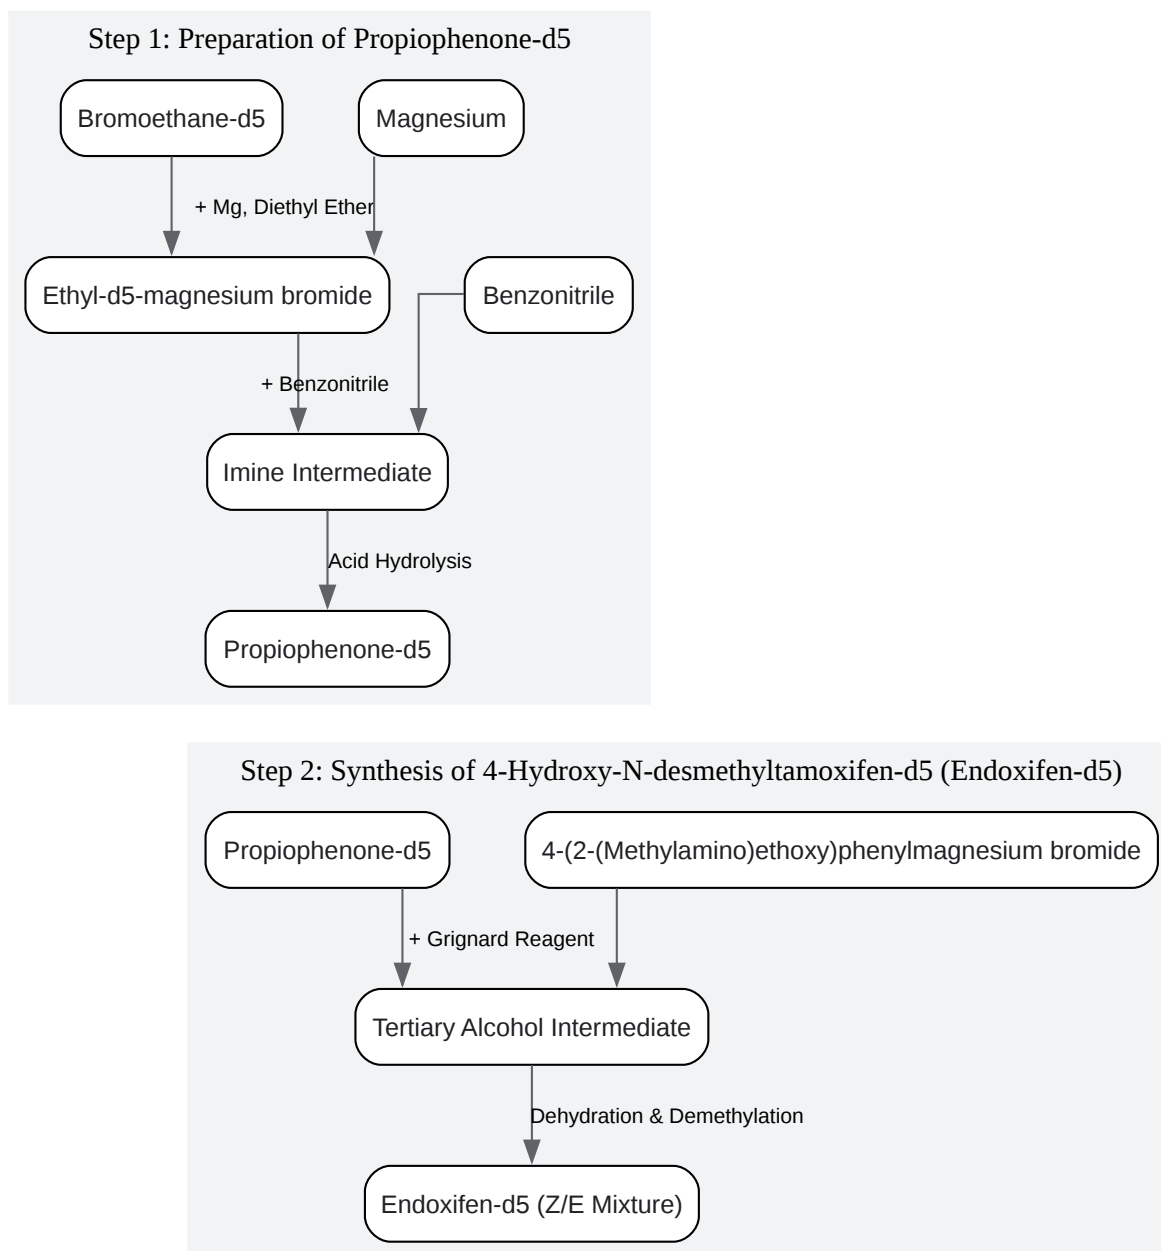 Step 1: Preparation of Propiophenone-d5
Bromoethane-d5
Magnesium
+ Mg, Diethyl Ether
Ethyl-d5-magnesium bromide
Benzonitrile
+ Benzonitrile
Imine Intermediate
Acid Hydrolysis
Propiophenone-d5
Step 2: Synthesis of 4-Hydroxy-N-desmethyltamoxifen-d5 (Endoxifen-d5)
Propiophenone-d5
4-(2-(Methylamino)ethoxy)phenylmagnesium bromide
+ Grignard Reagent
Tertiary Alcohol Intermediate
Dehydration & Demethylation
Endoxifen-d5 (Z/E Mixture)